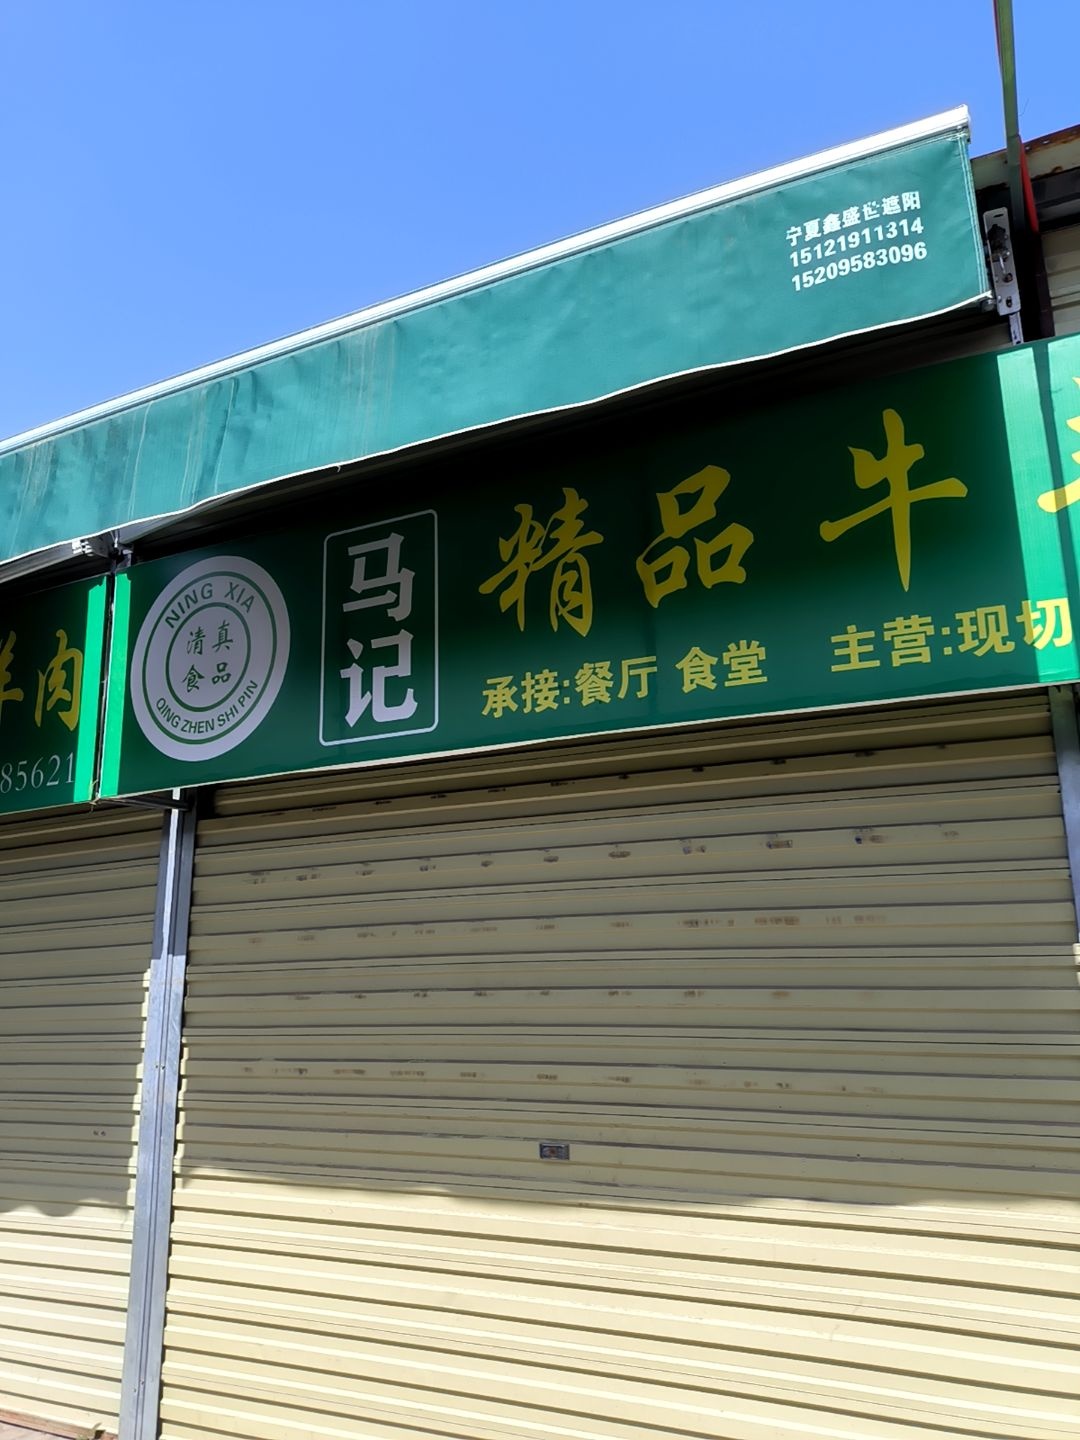 宁夏鑫盛世遮阳
15121911314
15209583096
羊肉
85621
NING XIA
清真
食品
QING ZHEN SHI PIN
马记
精品牛
承接:餐厅 食堂 主营:现切